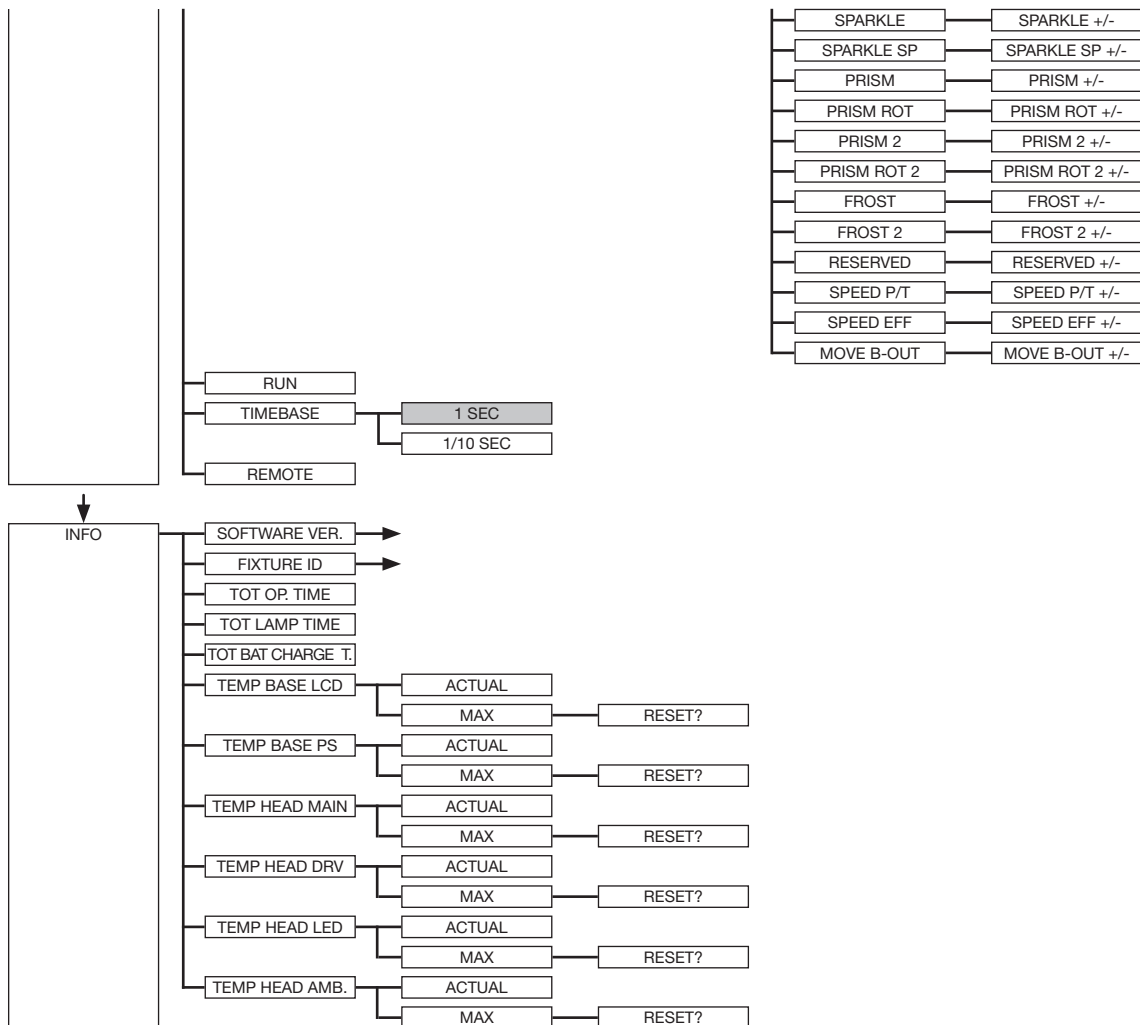 SPARKLE SPARKLE +/-
SPARKLE SP SPARKLE SP +/-
PRISM PRISM +/-
PRISM ROT PRISM ROT +/-
PRISM 2 PRISM 2 +/-
PRISM ROT 2 PRISM ROT 2 +/-
FROST FROST +/-
FROST 2 FROST 2 +/-
RESERVED RESERVED +/-
SPEED P/T SPEED P/T +/-
SPEED EFF SPEED EFF +/-
MOVE B-OUT MOVE B-OUT +/-
RUN
TIMEBASE 1 SEC
1/10 SEC
REMOTE
INFO SOFTWARE VER.
FIXTURE ID
TOT OP. TIME
TOT LAMP TIME
TOT BAT CHARGE T.
TEMP BASE LCD ACTUAL
MAX RESET?
TEMP BASE PS ACTUAL
MAX RESET?
TEMP HEAD MAIN ACTUAL
MAX RESET?
TEMP HEAD DRV ACTUAL
MAX RESET?
TEMP HEAD LED ACTUAL
MAX RESET?
TEMP HEAD AMB. ACTUAL
MAX RESET?